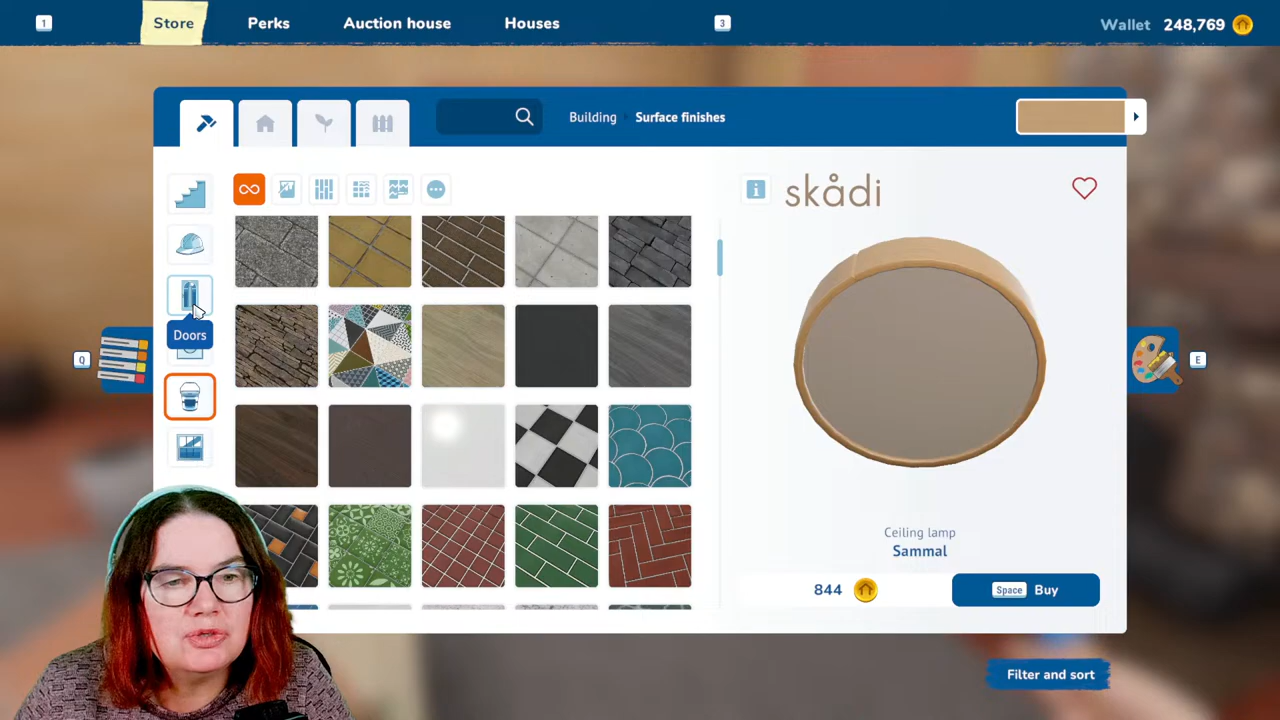 1
Store
Perks
Auction house
Houses
3
Wallet 248,769
Building
Surface finishes
skådi
Doors
Q
E
Ceiling lamp
Sammal
844
Space Buy
Filter and sort